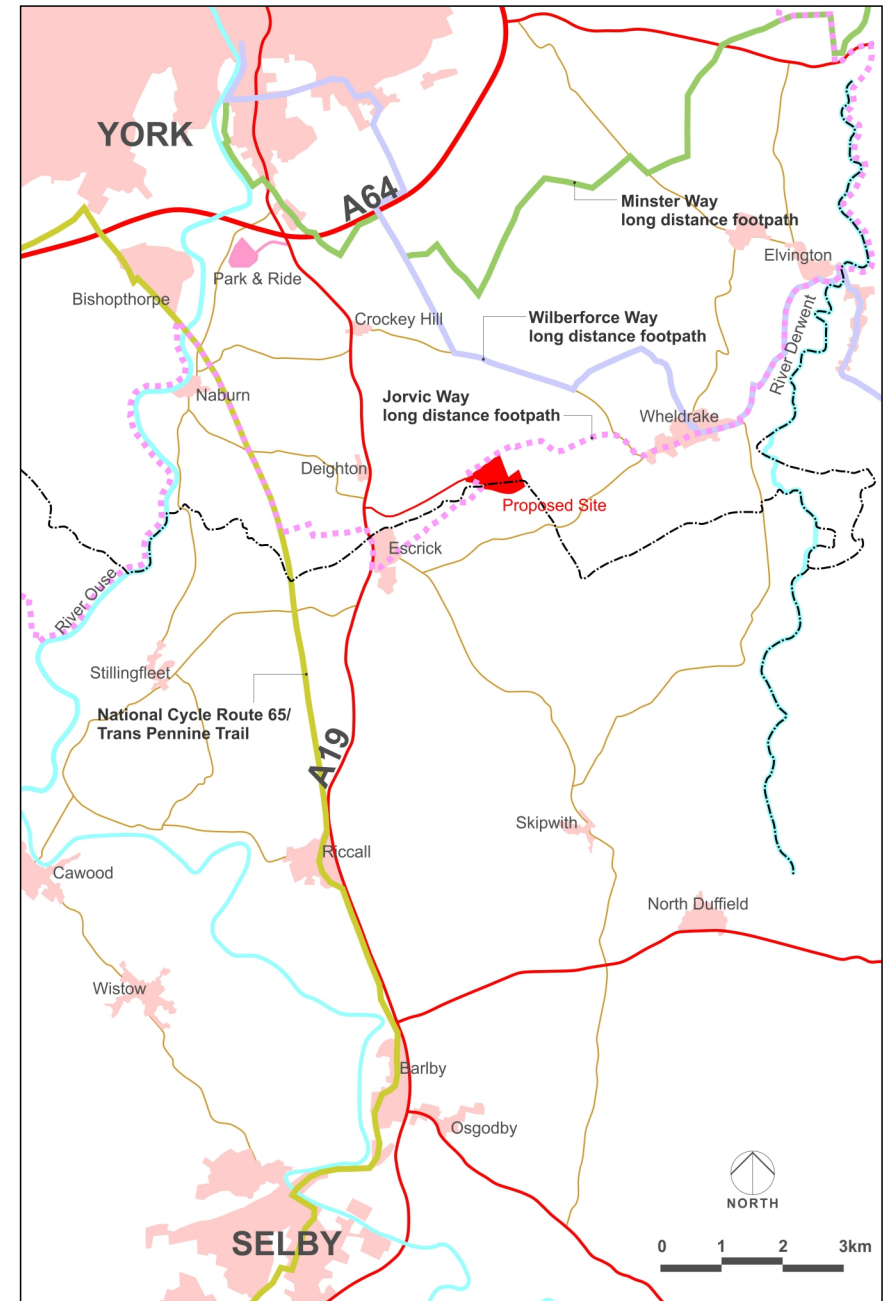 YORK
A64
Minster Way
long distance footpath
Elvington
Park & Ride
Bishopthorpe
River Derwent
Crockey Hill
Wilberforce Way
long distance footpath
Naburn
Jorvic Way
long distance footpath
Wheldrake
Deighton
Proposed Site
Escrick
River Ouse
Stillingfleet
National Cycle Route 65/
Trans Pennine Trail
A19
Skipwith
Riccall
Cawood
North Duffield
Wistow
Barlby
Osgodby
NORTH
SELBY
0 1 2 3km